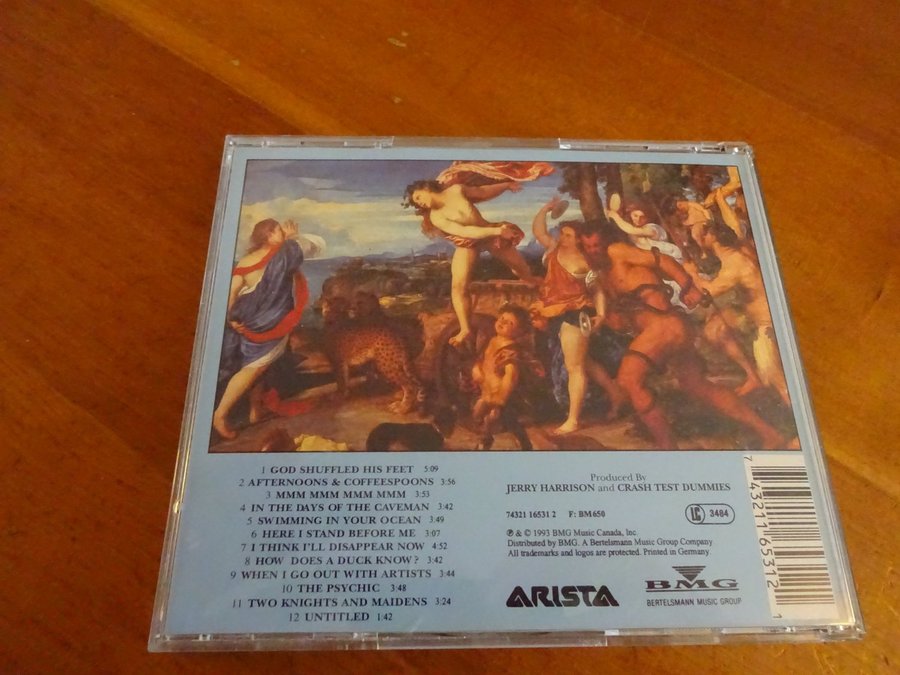 1 GOD SHUFFLED HIS FEET 5:09
2 AFTERNOONS & COFFEESPOONS 3:56
3 MMM MMM MMM MMM 3:53
4 IN THE DAYS OF THE CAVEMAN 3:42
5 SWIMMING IN YOUR OCEAN 3:49
6 HERE I STAND BEFORE ME 3:07
7 I THINK I'LL DISAPPEAR NOW 4:52
8 HOW DOES A DUCK KNOW? 3:42
9 WHEN I GO OUT WITH ARTISTS 3:44
10 THE PSYCHIC 3:48
11 TWO KNIGHTS AND MAIDENS 3:24
12 UNTITLED 1:42
Produced By
JERRY HARRISON and CRASH TEST DUMMIES
74321 16531 2 F: BM650
LC 3484
℗ & © 1993 BMG Music Canada, Inc.
Distributed by BMG. A Bertelsmann Music Group Company
All trademarks and logos are protected. Printed in Germany.
ARISTA
BMG
BERTELSMANN MUSIC GROUP
7 43211 65312 1